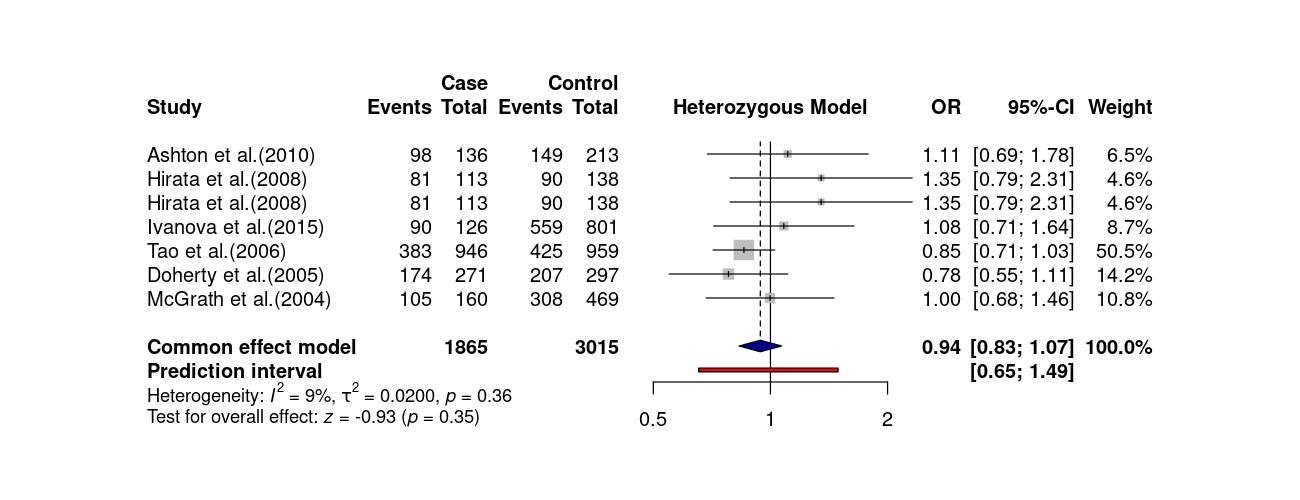 Case Control
Study Events Total Events Total Heterozygous Model OR 95%-CI Weight
Ashton et al.(2010) 98 136 149 213 1.11 [0.69; 1.78] 6.5%
Hirata et al.(2008) 81 113 90 138 1.35 [0.79; 2.31] 4.6%
Hirata et al.(2008) 81 113 90 138 1.35 [0.79; 2.31] 4.6%
Ivanova et al.(2015) 90 126 559 801 1.08 [0.71; 1.64] 8.7%
Tao et al.(2006) 383 946 425 959 0.85 [0.71; 1.03] 50.5%
Doherty et al.(2005) 174 271 207 297 0.78 [0.55; 1.11] 14.2%
McGrath et al.(2004) 105 160 308 469 1.00 [0.68; 1.46] 10.8%
Common effect model 1865 3015 0.94 [0.83; 1.07] 100.0%
Prediction interval [0.65; 1.49]
Heterogeneity: I² = 9%, τ² = 0.0200, p = 0.36
Test for overall effect: z = -0.93 (p = 0.35)
0.5 1 2